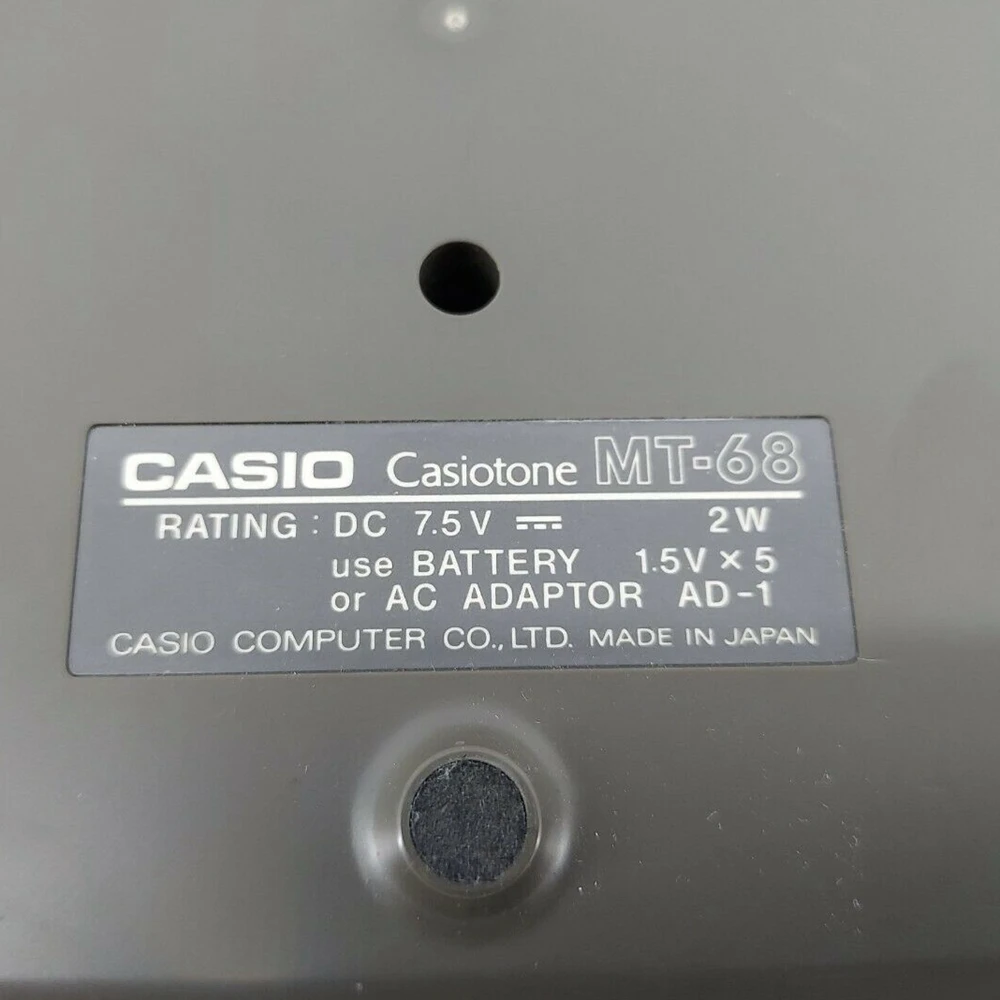 CASIO Casiotone MT-68
RATING : DC 7.5V ⎓ 2W
use BATTERY 1.5V × 5
or AC ADAPTOR AD-1
CASIO COMPUTER CO., LTD. MADE IN JAPAN